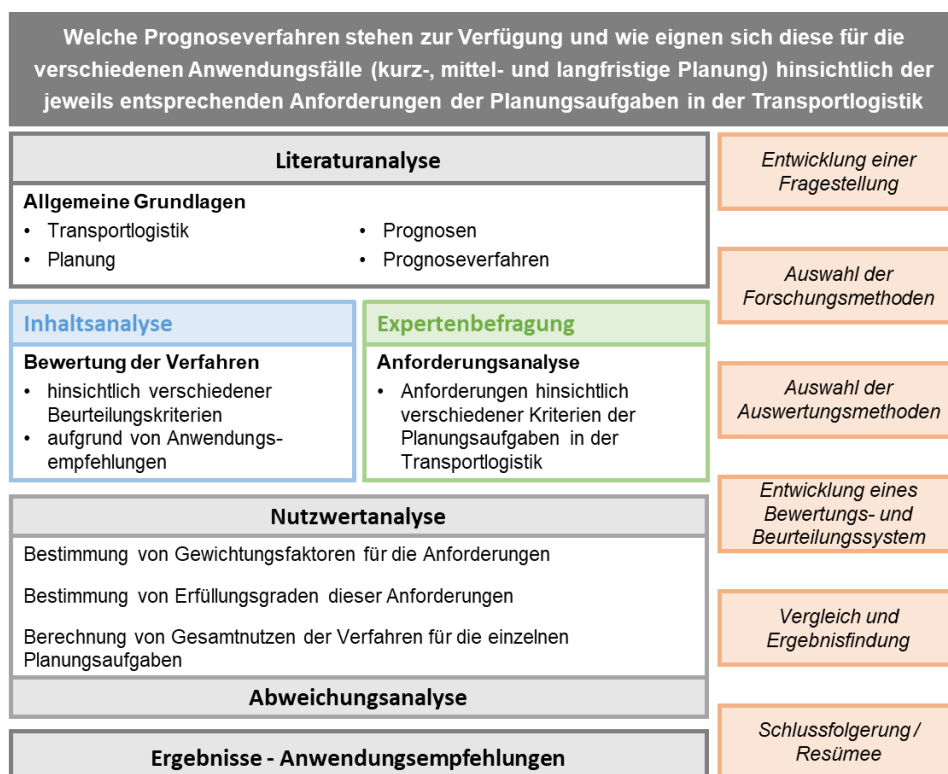 Welche Prognoseverfahren stehen zur Verfügung und wie eignen sich diese für die
verschiedenen Anwendungsfälle (kurz-, mittel- und langfristige Planung) hinsichtlich der
jeweils entsprechenden Anforderungen der Planungsaufgaben in der Transportlogistik
Literaturanalyse
Allgemeine Grundlagen
• Transportlogistik
• Planung
• Prognosen
• Prognoseverfahren
Inhaltsanalyse
Bewertung der Verfahren
• hinsichtlich verschiedener
Beurteilungskriterien
• aufgrund von Anwendungs-
empfehlungen
Expertenbefragung
Anforderungsanalyse
• Anforderungen hinsichtlich
verschiedener Kriterien der
Planungsaufgaben in der
Transportlogistik
Nutzwertanalyse
Bestimmung von Gewichtungsfaktoren für die Anforderungen
Bestimmung von Erfüllungsgraden dieser Anforderungen
Berechnung von Gesamtnutzen der Verfahren für die einzelnen
Planungsaufgaben
Abweichungsanalyse
Ergebnisse - Anwendungsempfehlungen
Entwicklung einer
Fragestellung
Auswahl der
Forschungsmethoden
Auswahl der
Auswertungsmethoden
Entwicklung eines
Bewertungs- und
Beurteilungssystem
Vergleich und
Ergebnisfindung
Schlussfolgerung /
Resümee